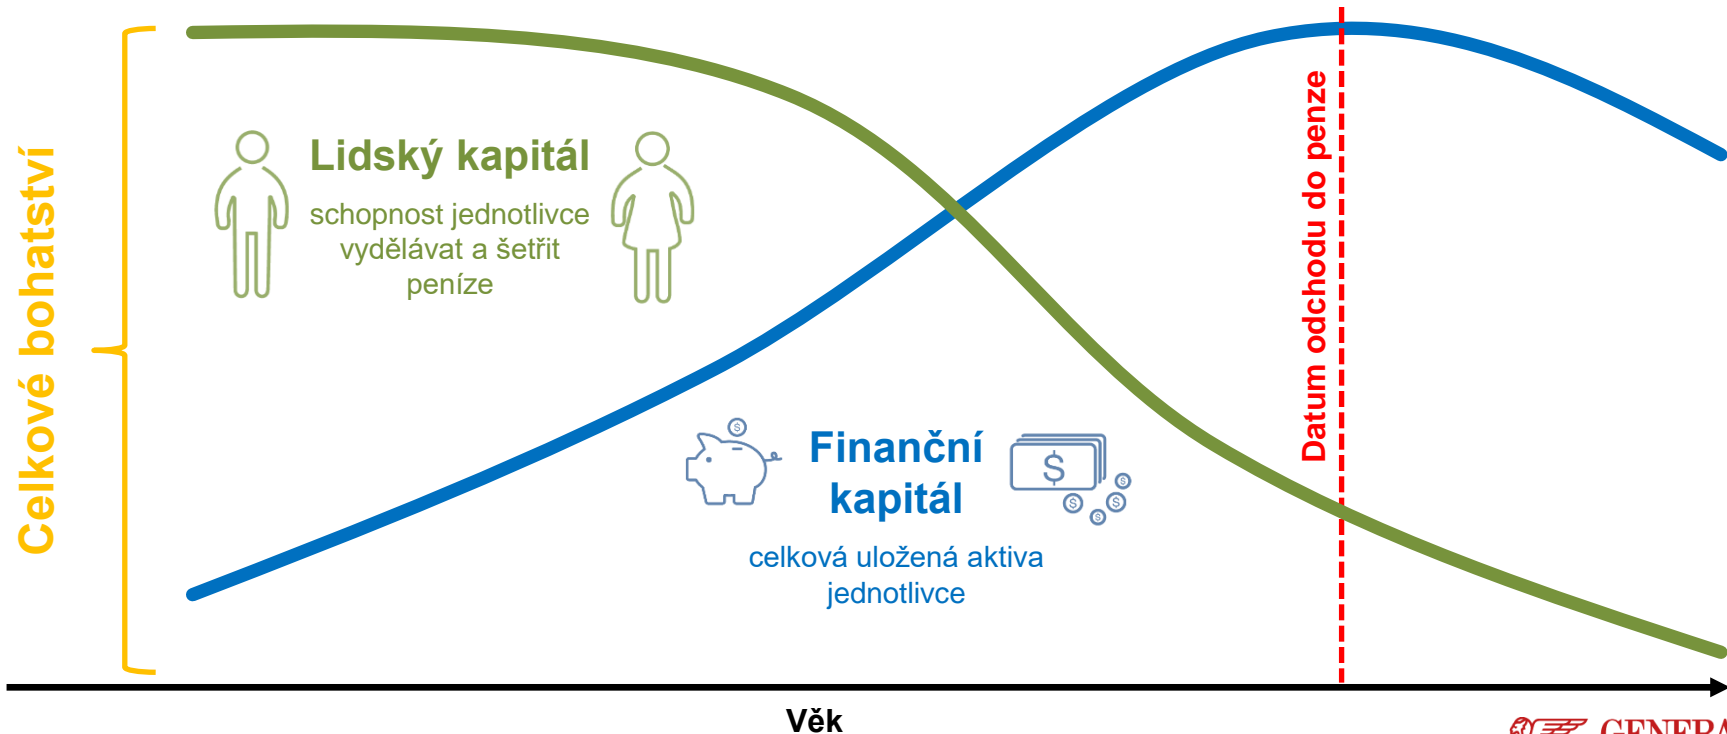 Celkové bohatství
Lidský kapitál
schopnost jednotlivce
vydělávat a šetřit
peníze
Finanční
kapitál
celková uložená aktiva
jednotlivce
Datum odchodu do penze
Věk
GENERA